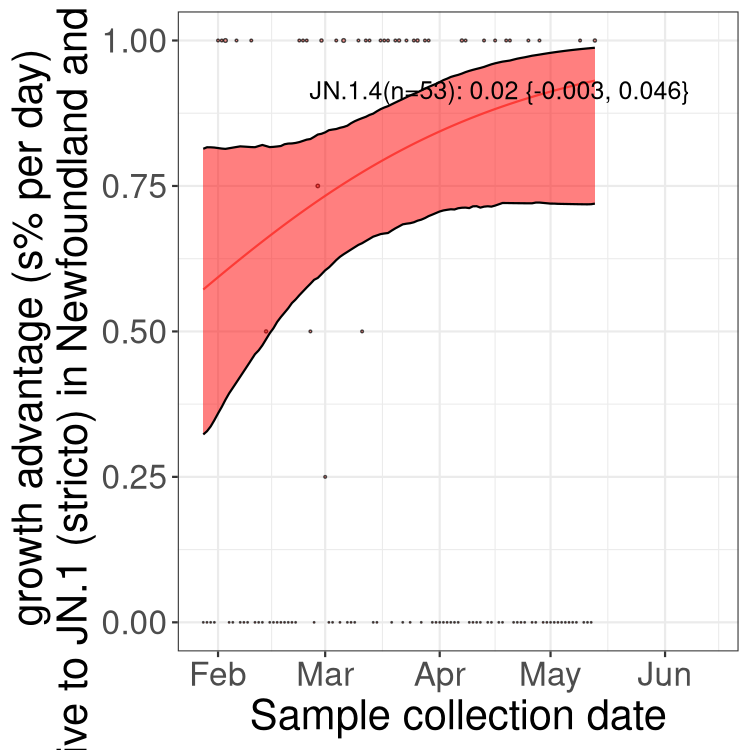 growth advantage (s% per day)
ive to JN.1 (stricto) in Newfoundland and
1.00
0.75
0.50
0.25
0.00
JN.1.4(n=53): 0.02 {-0.003, 0.046}
Feb Mar Apr May Jun
Sample collection date